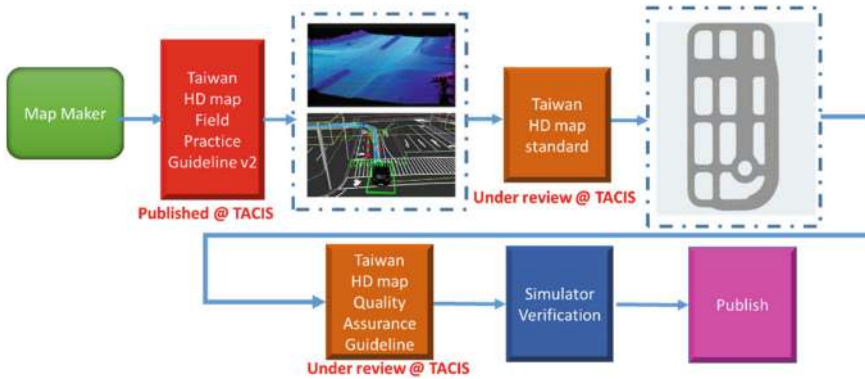 Map Maker
Taiwan
HD map
Field
Practice
Guideline v2
Published @ TACIS
Taiwan
HD map
standard
Under review @ TACIS
Taiwan
HD map
Quality
Assurance
Guideline
Under review @ TACIS
Simulator
Verification
Publish